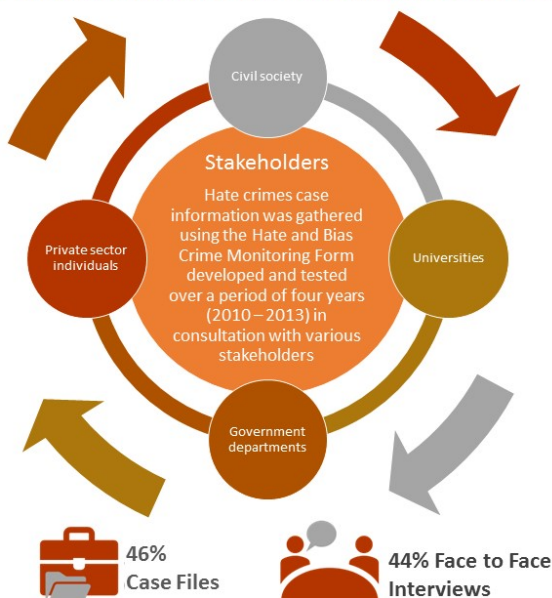 Civil society
Stakeholders
Hate crimes case
information was gathered
using the Hate and Bias
Crime Monitoring Form
developed and tested
over a period of four years
(2010 – 2013) in
consultation with various
stakeholders
Private sector
individuals
Universities
Government
departments
46%
Case Files
44% Face to Face
Interviews